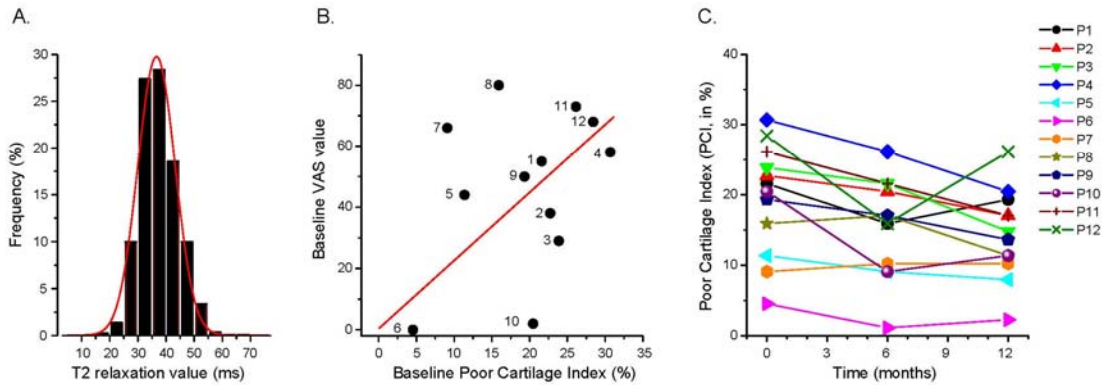 A.
B.
C.
Frequency (%)
30
25
20
15
10
5
0
10 20 30 40 50 60 70
T2 relaxation value (ms)
Baseline VAS value
80
60
40
20
0
8
11
12
7
1
4
9
5
2
3
10
6
0 5 10 15 20 25 30 35
Baseline Poor Cartilage Index (%)
Poor Cartilage Index (PCI, in %)
40
30
20
10
0
0 3 6 9 12
Time (months)
P1
P2
P3
P4
P5
P6
P7
P8
P9
P10
P11
P12